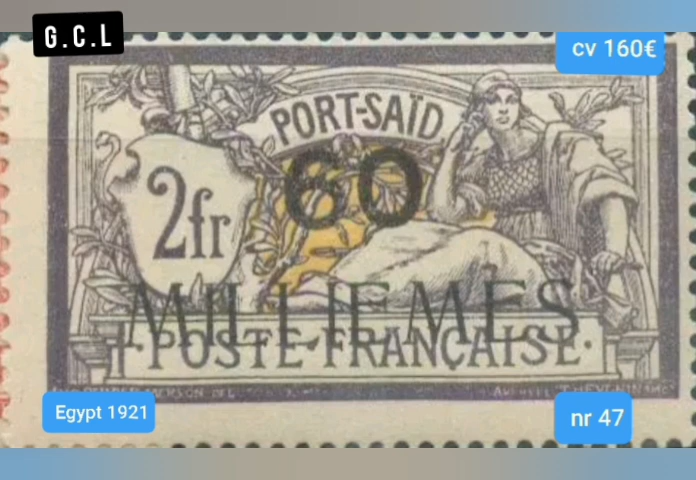 G.C.L
cv 160€
PORT-SAÏD
60
2fr
MILLIEMES
·POSTE·FRANÇAISE·
Egypt 1921
nr 47